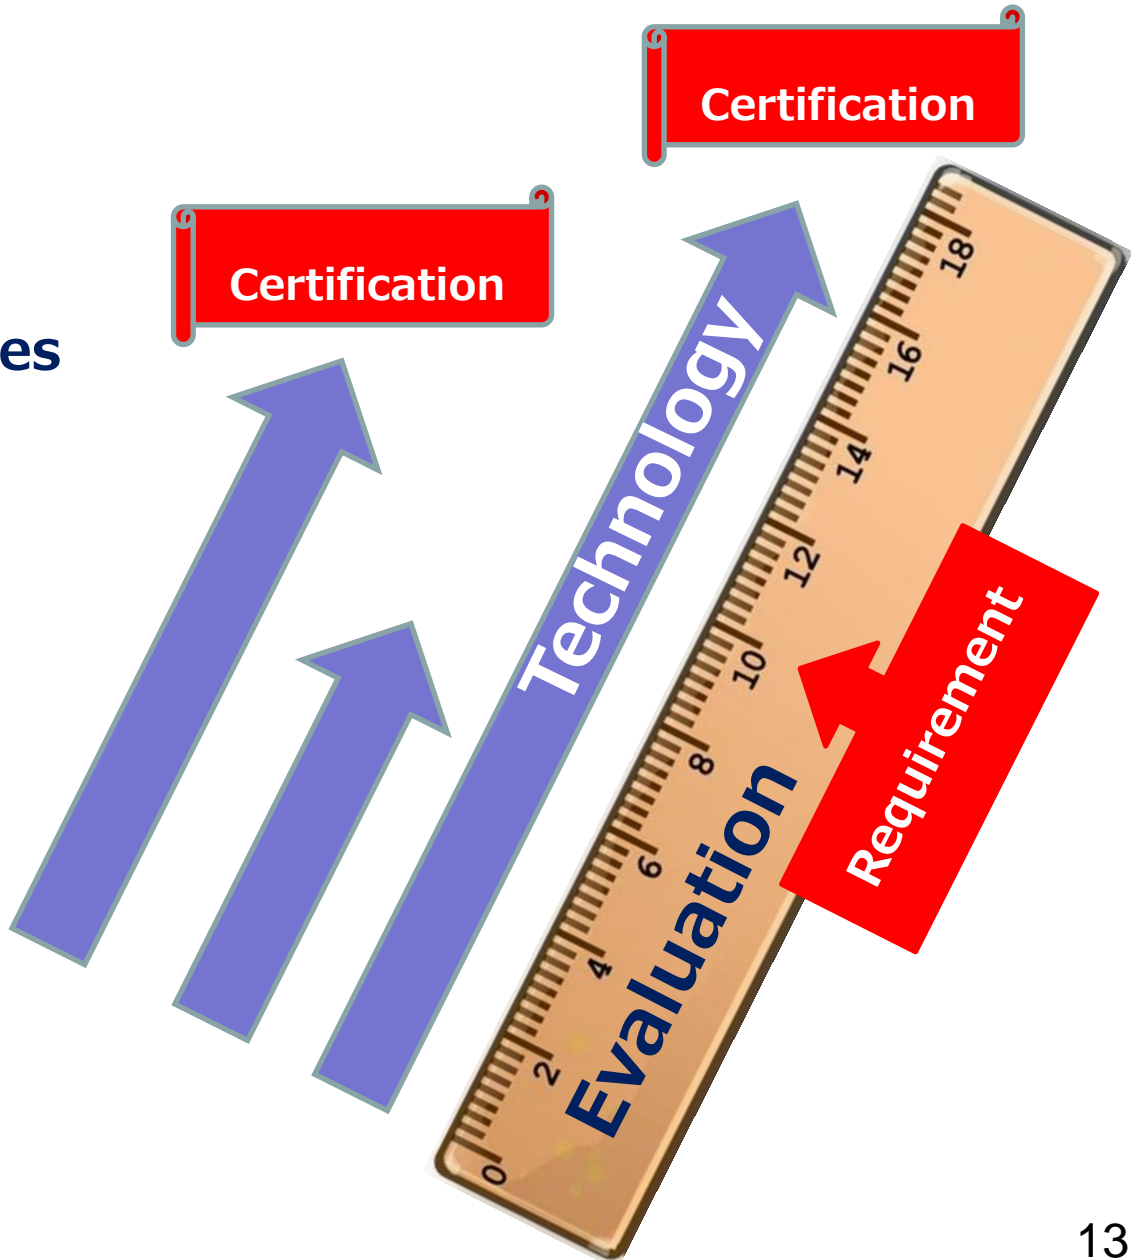 Certification
Certification
es
Technology
18
16
14
12
10
8
6
4
2
0
Requirement
Evaluation
13